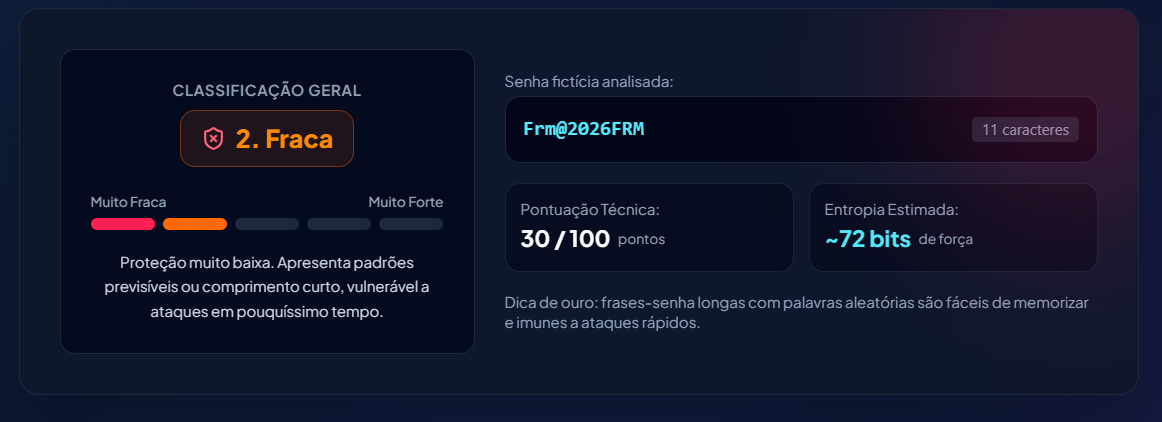 CLASSIFICAÇÃO GERAL
2. Fraca
Muito Fraca
Muito Forte
Proteção muito baixa. Apresenta padrões
previsíveis ou comprimento curto, vulnerável a
ataques em pouquíssimo tempo.
Senha fictícia analisada:
Frm@2026FRM
11 caracteres
Pontuação Técnica:
30 / 100 pontos
Entropia Estimada:
~72 bits de força
Dica de ouro: frases-senha longas com palavras aleatórias são fáceis de memorizar
e imunes a ataques rápidos.